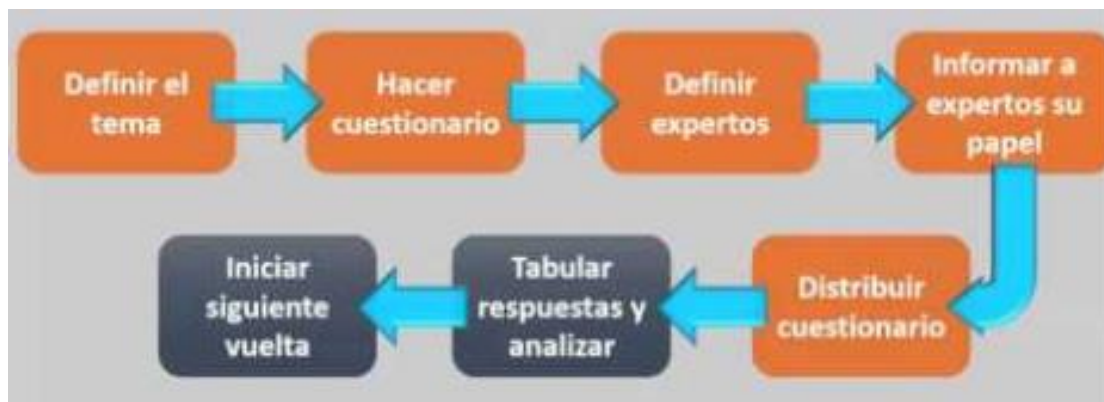 Definir el
tema
Hacer
cuestionario
Definir
expertos
Informar a
expertos su
papel
Distribuir
cuestionario
Tabular
respuestas y
analizar
Iniciar
siguiente
vuelta